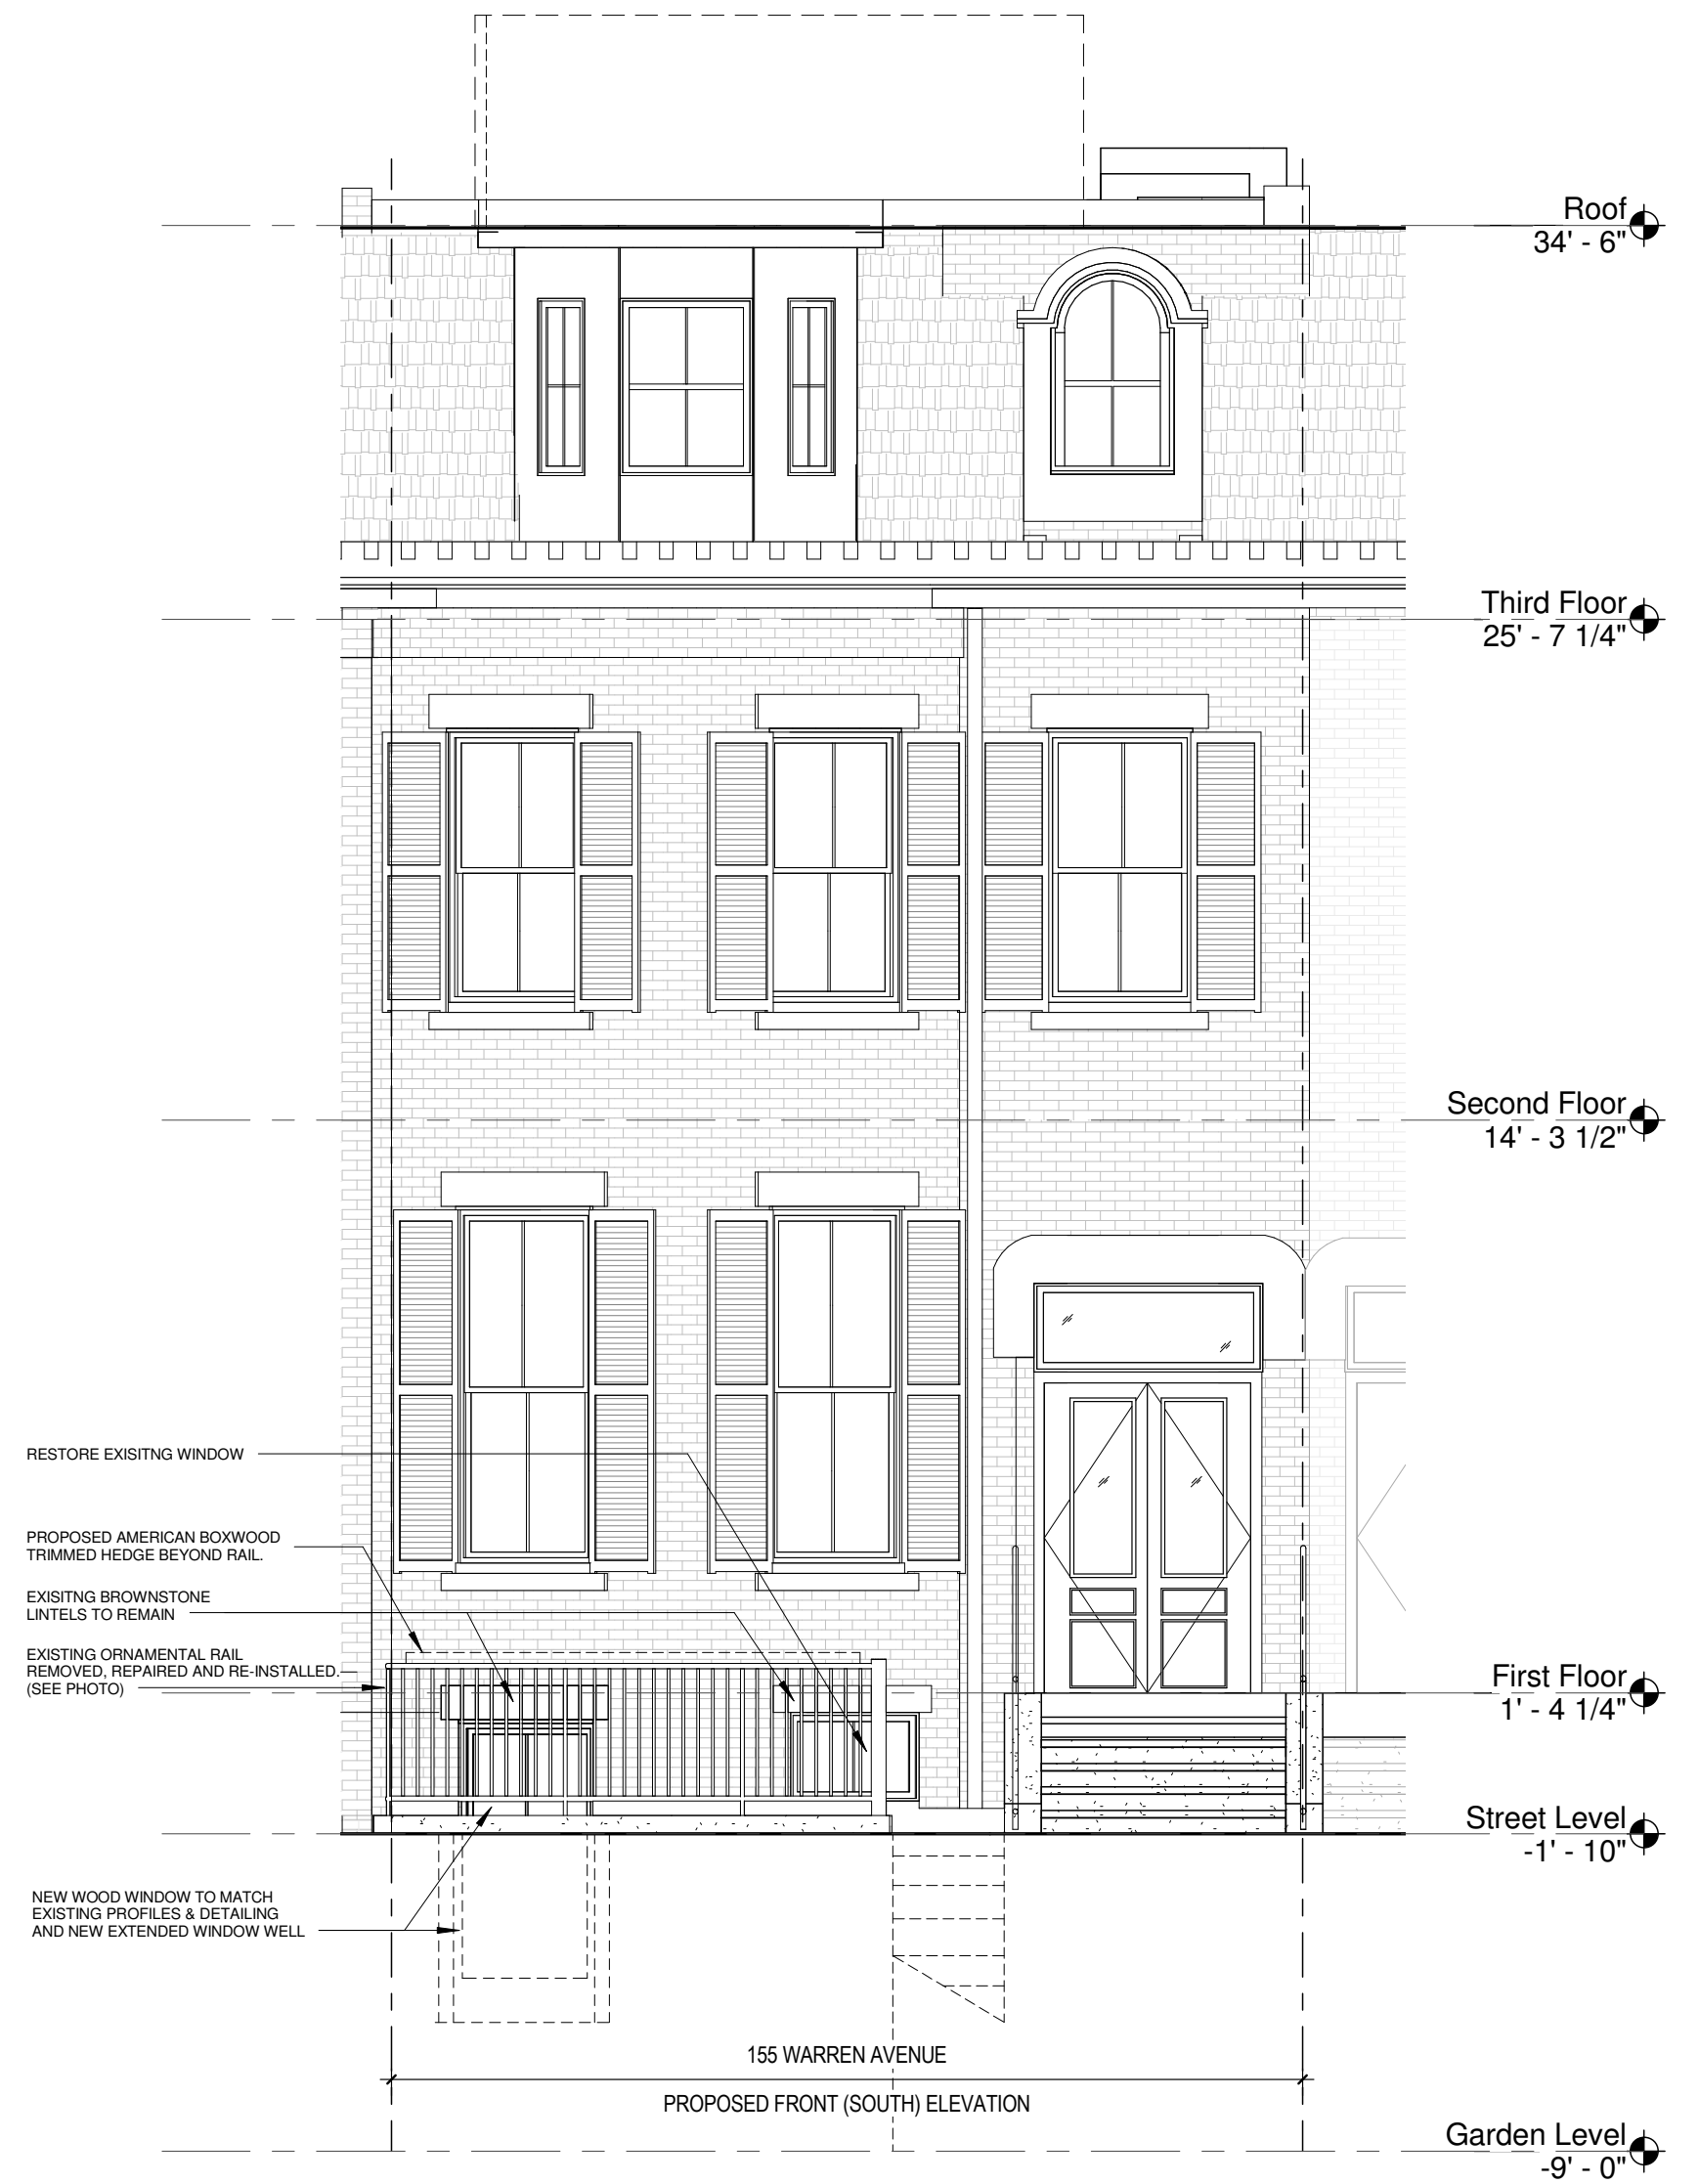 Roof
34' - 6"
Third Floor
25' - 7 1/4"
Second Floor
14' - 3 1/2"
RESTORE EXISITNG WINDOW
PROPOSED AMERICAN BOXWOOD
TRIMMED HEDGE BEYOND RAIL.
EXISITNG BROWNSTONE
LINTELS TO REMAIN
EXISTING ORNAMENTAL RAIL
REMOVED, REPAIRED AND RE-INSTALLED.
(SEE PHOTO)
First Floor
1' - 4 1/4"
Street Level
-1' - 10"
NEW WOOD WINDOW TO MATCH
EXISTING PROFILES & DETAILING
AND NEW EXTENDED WINDOW WELL
155 WARREN AVENUE
PROPOSED FRONT (SOUTH) ELEVATION
Garden Level
-9' - 0"